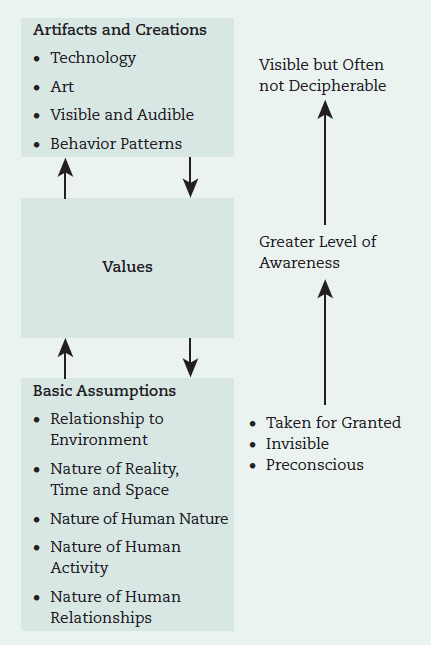 Artifacts and Creations
• Technology
• Art
• Visible and Audible
• Behavior Patterns
Visible but Often
not Decipherable
Values
Greater Level of
Awareness
Basic Assumptions
• Relationship to
Environment
• Nature of Reality,
Time and Space
• Nature of Human Nature
• Nature of Human
Activity
• Nature of Human
Relationships
• Taken for Granted
• Invisible
• Preconscious